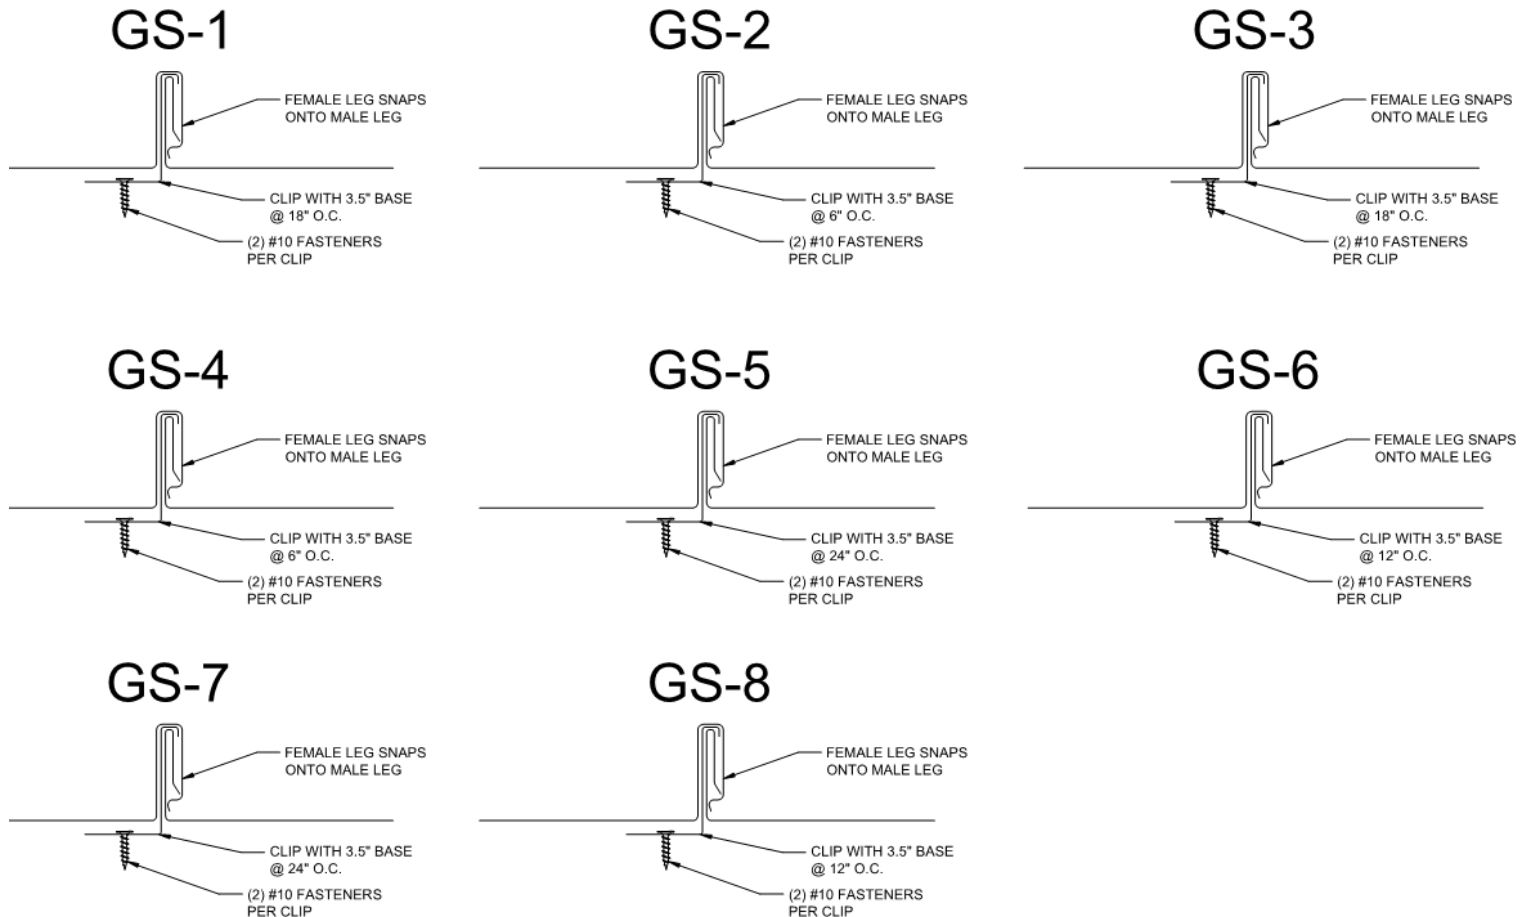 GS-1
FEMALE LEG SNAPS
ONTO MALE LEG
CLIP WITH 3.5" BASE
@ 18" O.C.
(2) #10 FASTENERS
PER CLIP
GS-2
FEMALE LEG SNAPS
ONTO MALE LEG
CLIP WITH 3.5" BASE
@ 6" O.C.
(2) #10 FASTENERS
PER CLIP
GS-3
FEMALE LEG SNAPS
ONTO MALE LEG
CLIP WITH 3.5" BASE
@ 18" O.C.
(2) #10 FASTENERS
PER CLIP
GS-4
FEMALE LEG SNAPS
ONTO MALE LEG
CLIP WITH 3.5" BASE
@ 6" O.C.
(2) #10 FASTENERS
PER CLIP
GS-5
FEMALE LEG SNAPS
ONTO MALE LEG
CLIP WITH 3.5" BASE
@ 24" O.C.
(2) #10 FASTENERS
PER CLIP
GS-6
FEMALE LEG SNAPS
ONTO MALE LEG
CLIP WITH 3.5" BASE
@ 12" O.C.
(2) #10 FASTENERS
PER CLIP
GS-7
FEMALE LEG SNAPS
ONTO MALE LEG
CLIP WITH 3.5" BASE
@ 24" O.C.
(2) #10 FASTENERS
PER CLIP
GS-8
FEMALE LEG SNAPS
ONTO MALE LEG
CLIP WITH 3.5" BASE
@ 12" O.C.
(2) #10 FASTENERS
PER CLIP